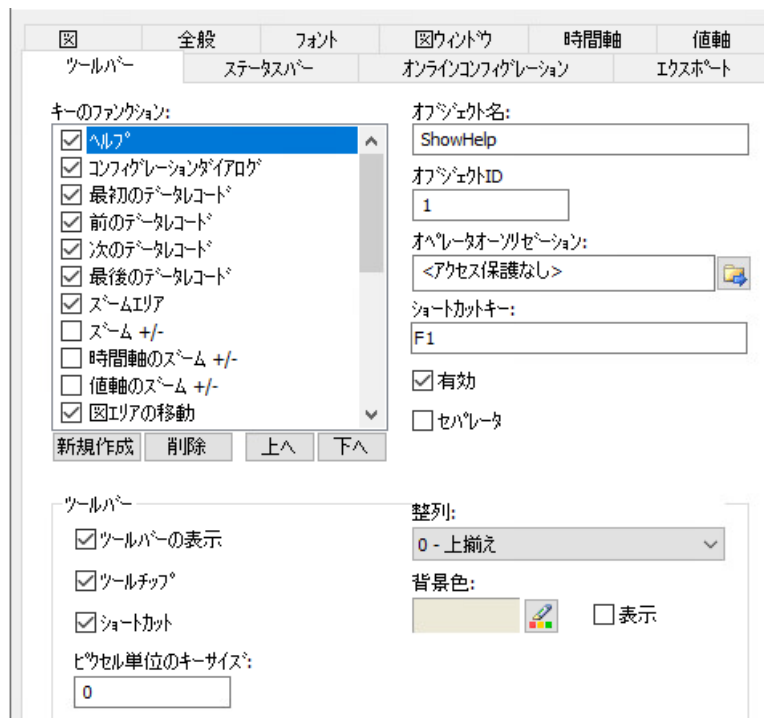 図 全般 フォント 図ウィンドウ 時間軸 値軸
ツールバー ステータスバー オンラインコンフィグレーション エクスポート
キーのファンクション:
ヘルプ
コンフィグレーションダイアログ
最初のデータレコード
前のデータレコード
次のデータレコード
最後のデータレコード
ズームエリア
ズーム +/-
時間軸のズーム +/-
値軸のズーム +/-
図エリアの移動
新規作成 削除 上へ 下へ
オブジェクト名:
ShowHelp
オブジェクトID
1
オペレータオーソリゼーション:
<アクセス保護なし>
ショートカットキー:
F1
有効
セパレータ
ツールバー
ツールバーの表示
ツールチップ
ショートカット
ピクセル単位のキーサイズ:
0
整列:
0 - 上揃え
背景色:
表示